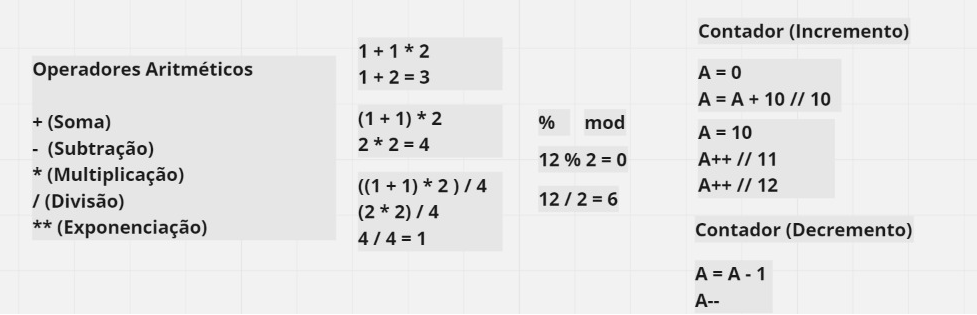 Operadores Aritméticos
+ (Soma)
- (Subtração)
* (Multiplicação)
/ (Divisão)
** (Exponenciação)
1 + 1 * 2
1 + 2 = 3
(1 + 1) * 2
2 * 2 = 4
((1 + 1) * 2 ) / 4
(2 * 2) / 4
4 / 4 = 1
% mod
12 % 2 = 0
12 / 2 = 6
Contador (Incremento)
A = 0
A = A + 10 // 10
A = 10
A++ // 11
A++ // 12
Contador (Decremento)
A = A - 1
A--